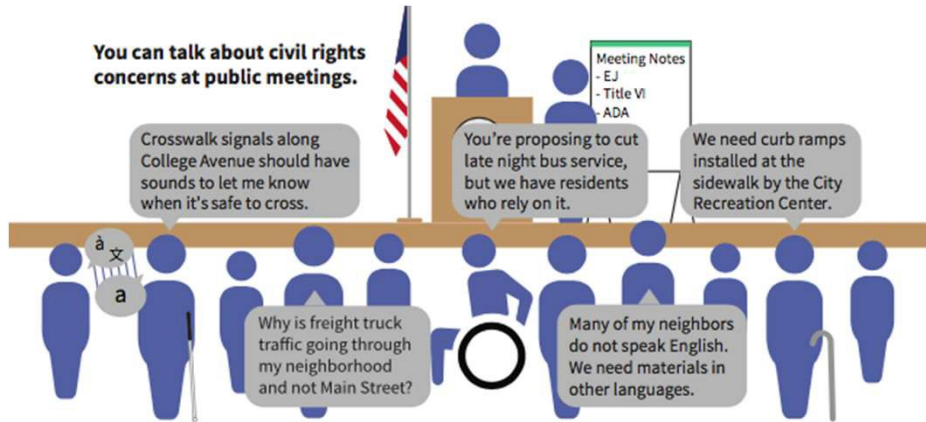 You can talk about civil rights
concerns at public meetings.
Meeting Notes
- EJ
- Title VI
- ADA
Crosswalk signals along
College Avenue should have
sounds to let me know
when it's safe to cross.
You're proposing to cut
late night bus service,
but we have residents
who rely on it.
We need curb ramps
installed at the
sidewalk by the City
Recreation Center.
à 文
a
Why is freight truck
traffic going through
my neighborhood
and not Main Street?
Many of my neighbors
do not speak English.
We need materials in
other languages.